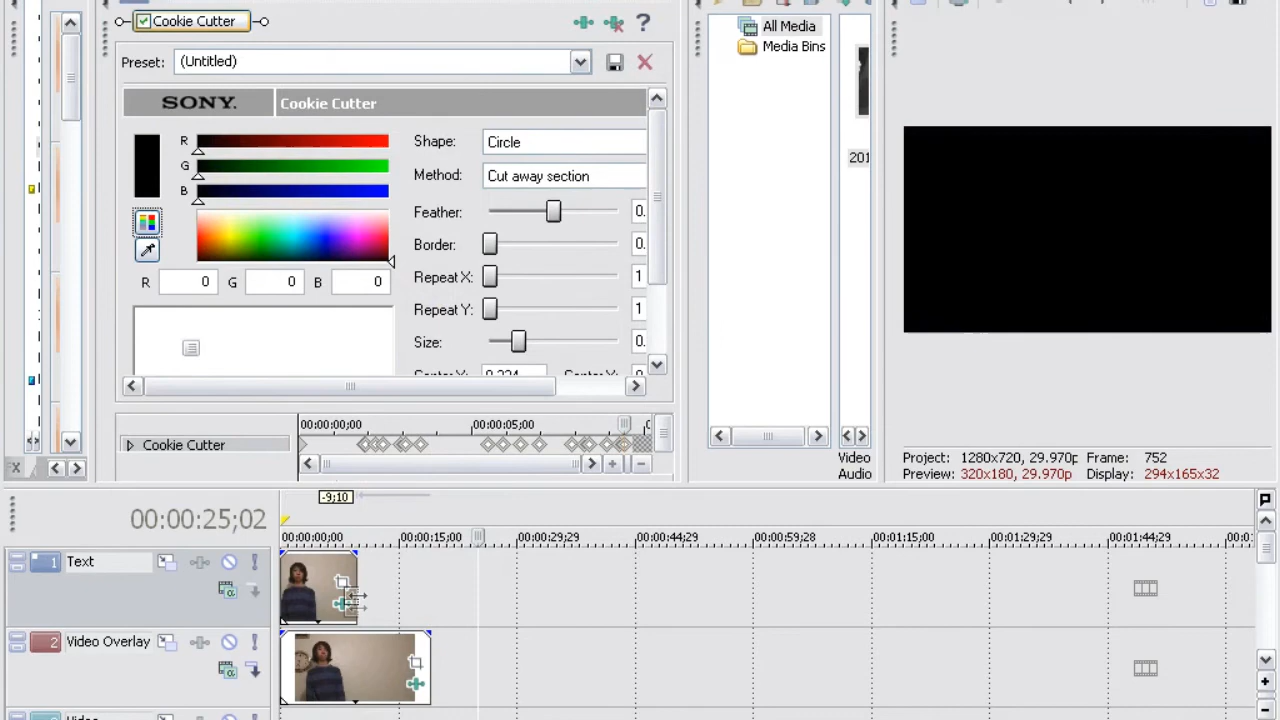 Cookie Cutter
Preset: (Untitled)
SONY. Cookie Cutter
R
G
B
Shape: Circle
Method: Cut away section
Feather: 0.
Border: 0.
Repeat X: 1
Repeat Y: 1
Size: 0.
R 0 G 0 B 0
00:00:00;00 00:00:05;00
Cookie Cutter
All Media
Media Bins
201
Video
Audio
Project: 1280x720, 29.970p Frame: 752
Preview: 320x180, 29.970p Display: 294x165x32
-9;10
00:00:25;02
00:00:00;00 00:00:15;00 00:00:29;29 00:00:44;29 00:00:59;28 00:01:15;00 00:01:29;29 00:01:44;29 00:0
1 Text
2 Video Overlay